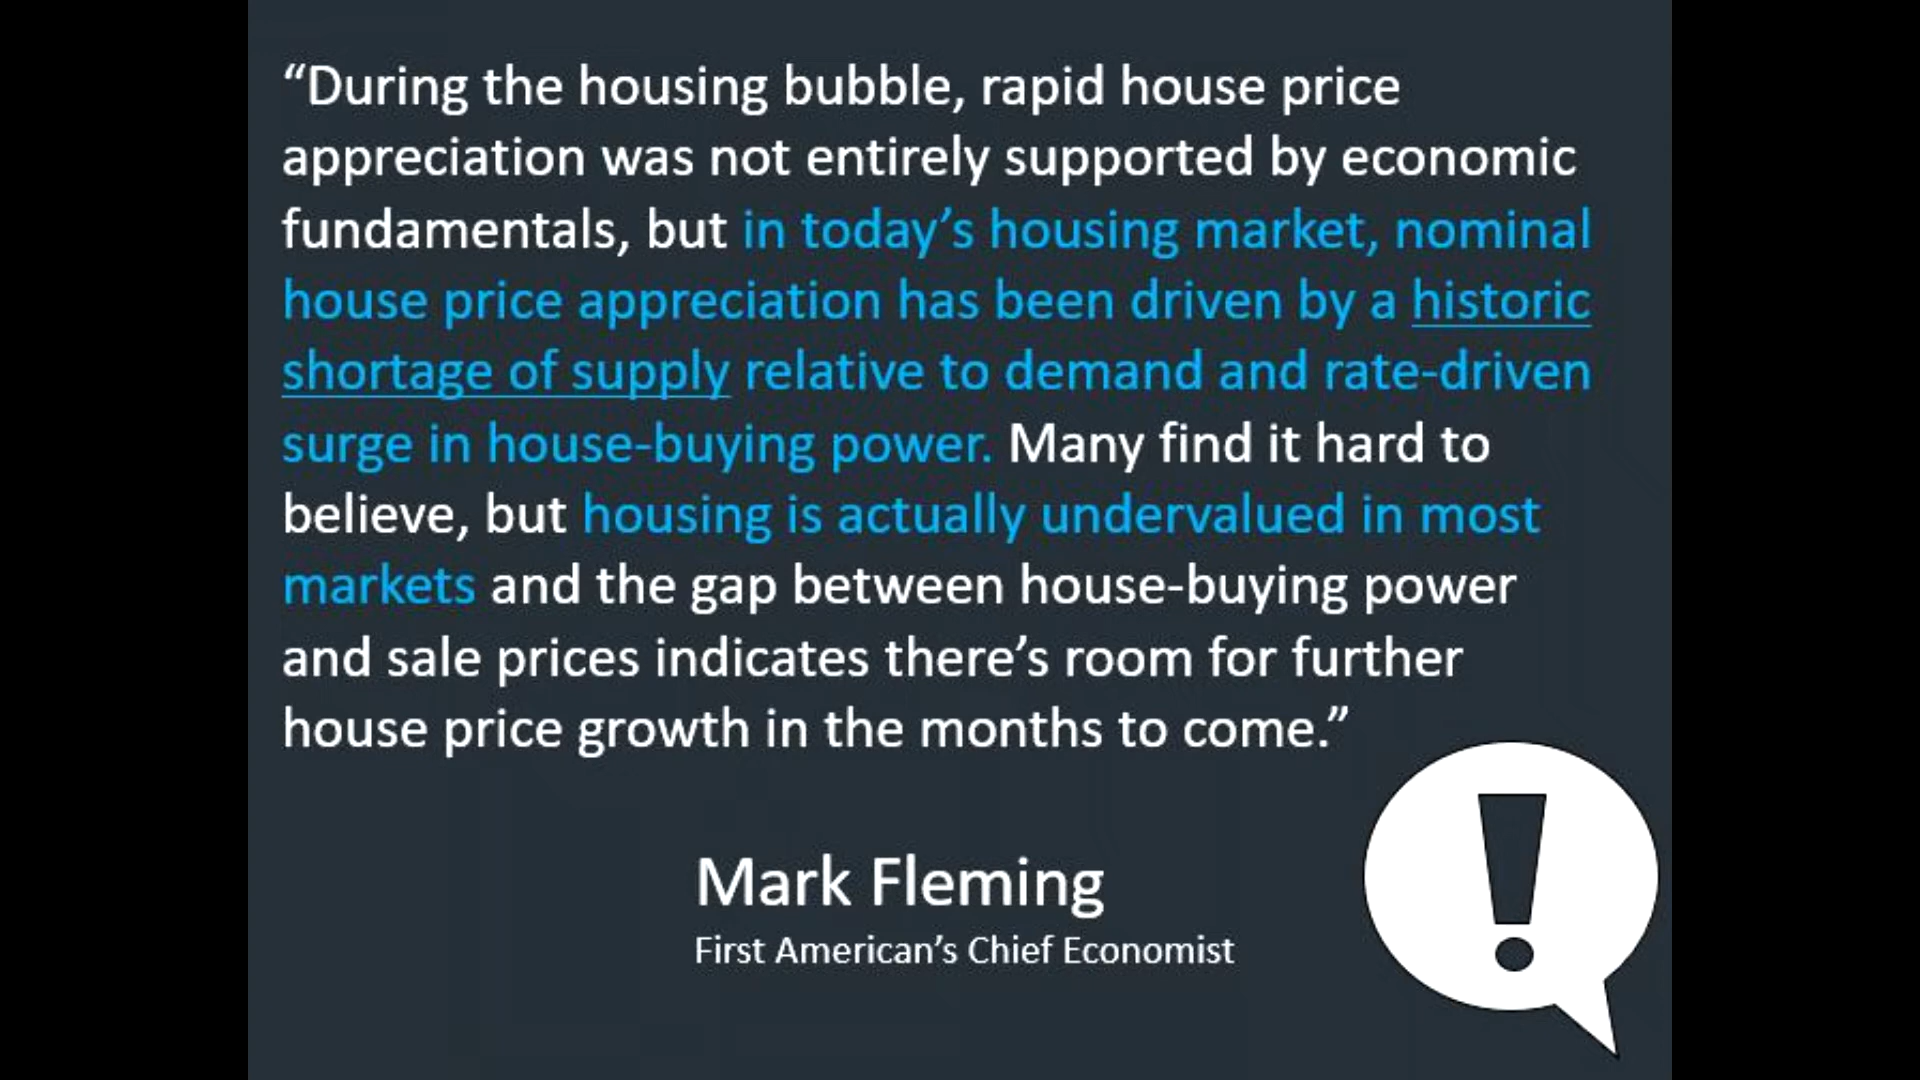 “During the housing bubble, rapid house price
appreciation was not entirely supported by economic
fundamentals, but in today’s housing market, nominal
house price appreciation has been driven by a historic
shortage of supply relative to demand and rate-driven
surge in house-buying power. Many find it hard to
believe, but housing is actually undervalued in most
markets and the gap between house-buying power
and sale prices indicates there’s room for further
house price growth in the months to come.”
Mark Fleming
First American’s Chief Economist
!